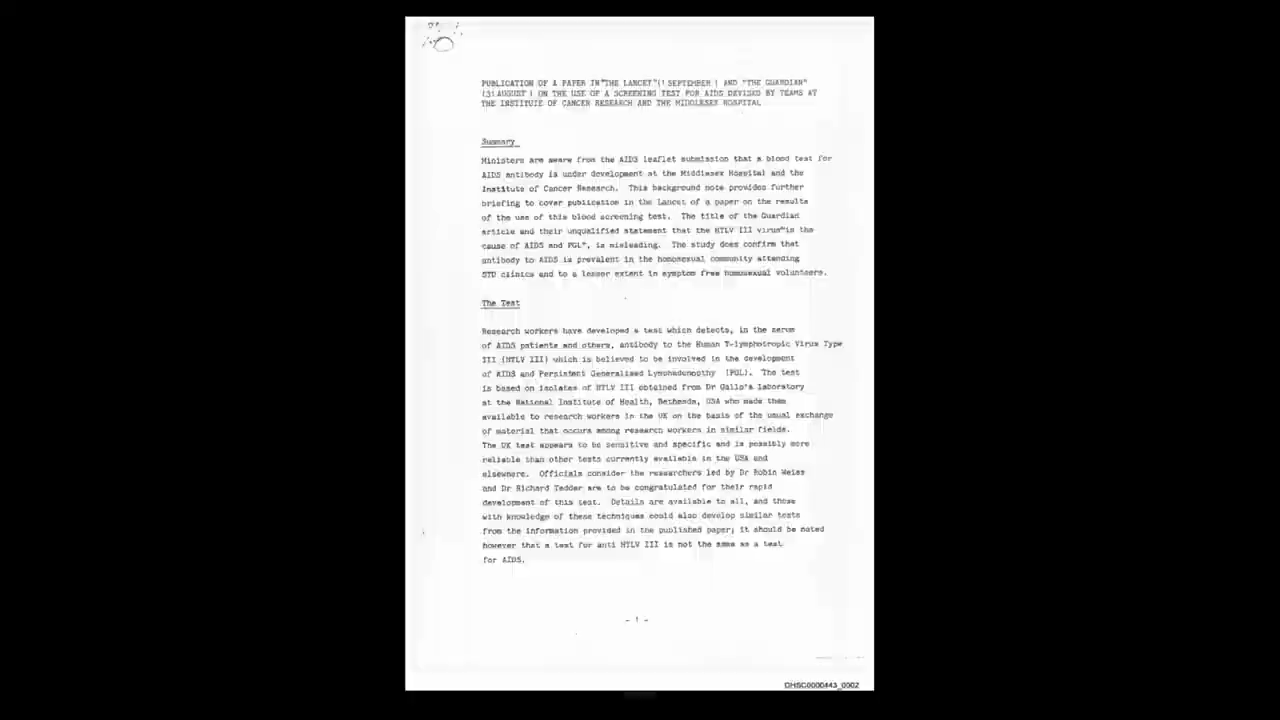 PUBLICATION OF A PAPER IN "THE LANCET" (1 SEPTEMBER) AND "THE GUARDIAN"
(31 AUGUST) ON THE USE OF A SCREENING TEST FOR AIDS DEVISED BY TEAMS AT
THE INSTITUTE OF CANCER RESEARCH AND THE MIDDLESEX HOSPITAL
Summary
Ministers are aware from the AIDS leaflet submission that a blood test for
AIDS antibody is under development at the Middlesex Hospital and the
Institute of Cancer Research. This background note provides further
briefing to cover publication in the Lancet of a paper on the results
of the use of this blood screening test. The title of the Guardian
article and their unqualified statement that the HTLV III virus "is the
cause of AIDS and PGL", is misleading. The study does confirm that
antibody to AIDS is prevalent in the homosexual community attending
STD clinics and to a lesser extent in symptom free homosexual volunteers.
The Test
Research workers have developed a test which detects, in the serum
of AIDS patients and others, antibody to the Human T-lymphotropic Virus Type
III (HTLV III) which is believed to be involved in the development
of AIDS and Persistent Generalised Lymphadenopthy (PGL). The test
is based on isolates of HTLV III obtained from Dr Gallo's laboratory
at the National Institute of Health, Bethesda, USA who made them
available to research workers in the UK on the basis of the usual exchange
of material that occurs among research workers in similar fields.
The UK test appears to be sensitive and specific and is possibly more
reliable than other tests currently available in the USA and
elsewhere. Officials consider the researchers led by Dr Robin Weiss
and Dr Richard Tedder are to be congratulated for their rapid
development of this test. Details are available to all, and those
with knowledge of these techniques could also develop similar tests
from the information provided in the published paper; it should be noted
however that a test for anti HTLV III is not the same as a test
for AIDS.
- 1 -
DHSC0000443_0002